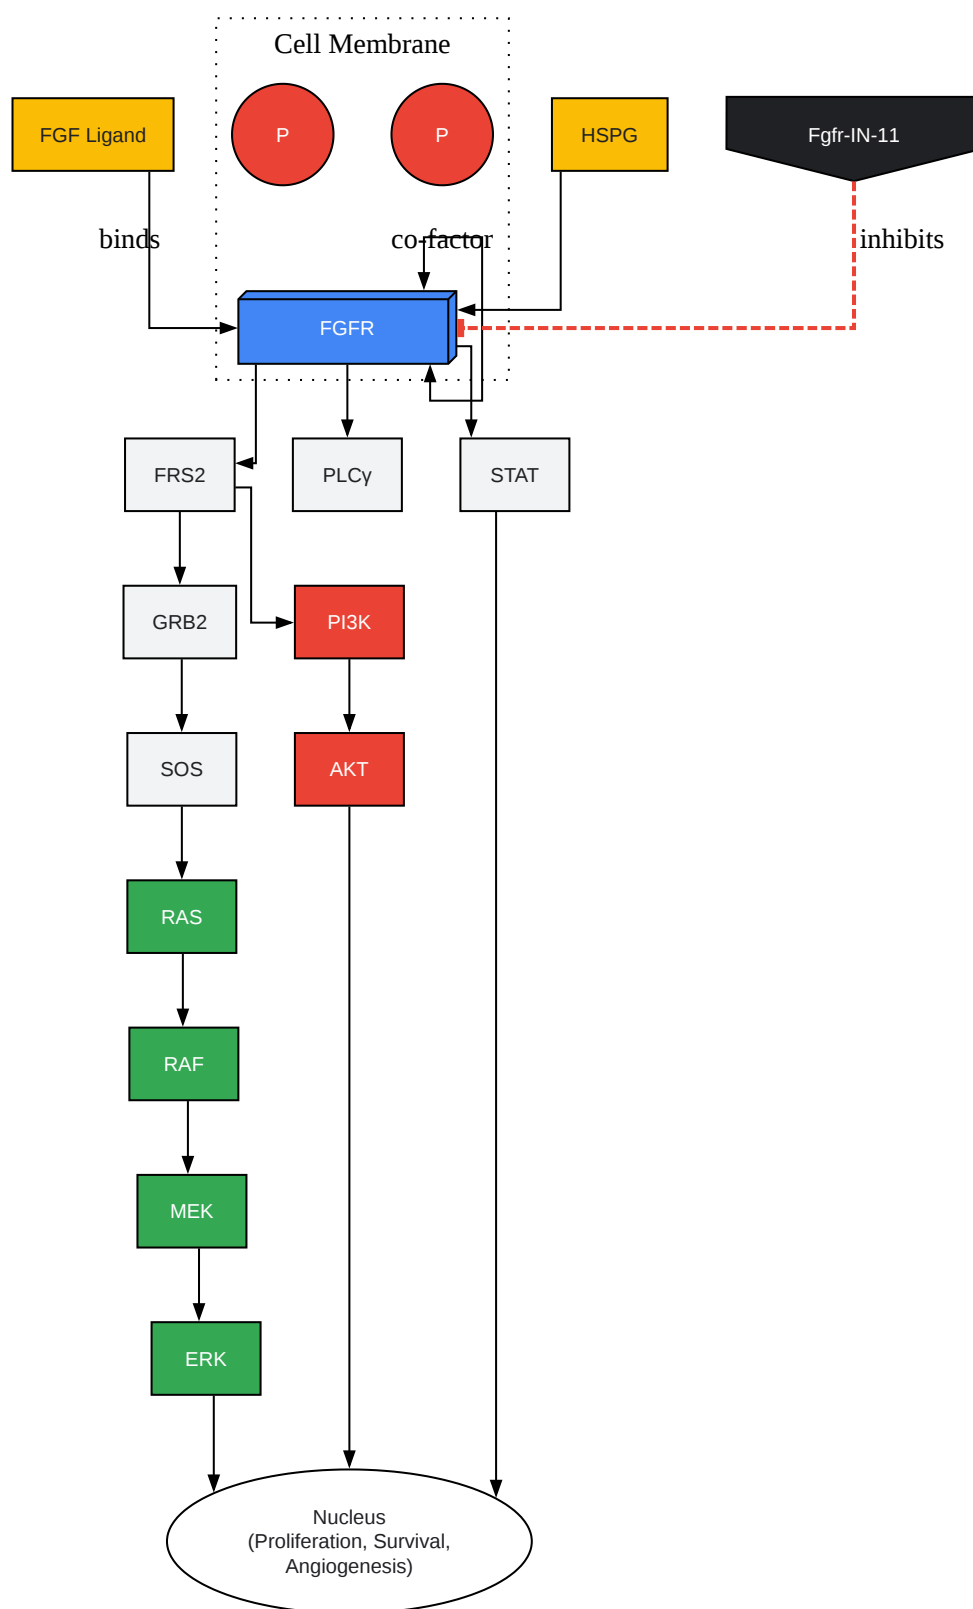 Cell Membrane
FGF Ligand
P
P
HSPG
Fgfr-IN-11
binds
co-factor
inhibits
FGFR
FRS2
PLCγ
STAT
GRB2
PI3K
SOS
AKT
RAS
RAF
MEK
ERK
Nucleus
(Proliferation, Survival,
Angiogenesis)